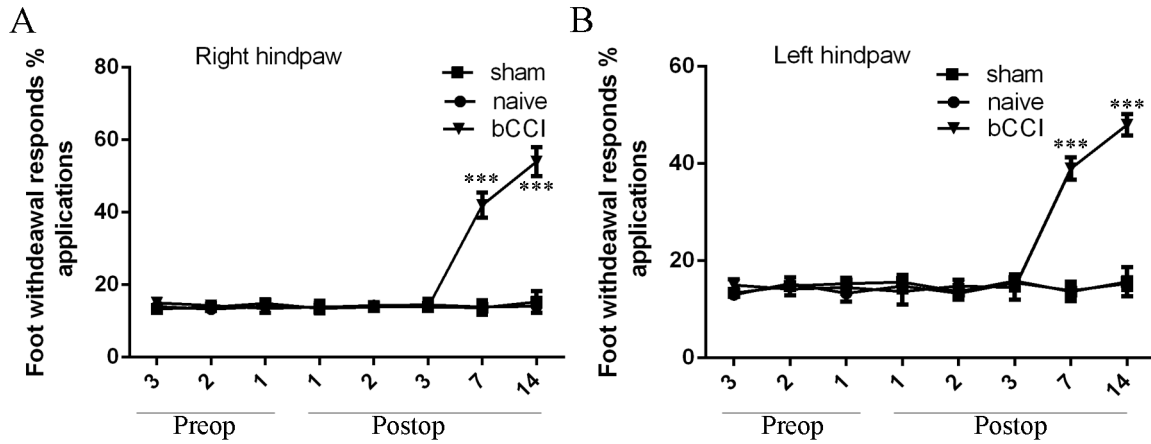 A
Right hindpaw
Foot withdeawal responds %
applications
80
60
40
20
0
sham
naive
bCCI
***
***
3 2 1 1 2 3 7 14
Preop Postop
B
Left hindpaw
Foot withdeawal responds %
applications
60
40
20
0
sham
naive
bCCI
***
***
3 2 1 1 2 3 7 14
Preop Postop